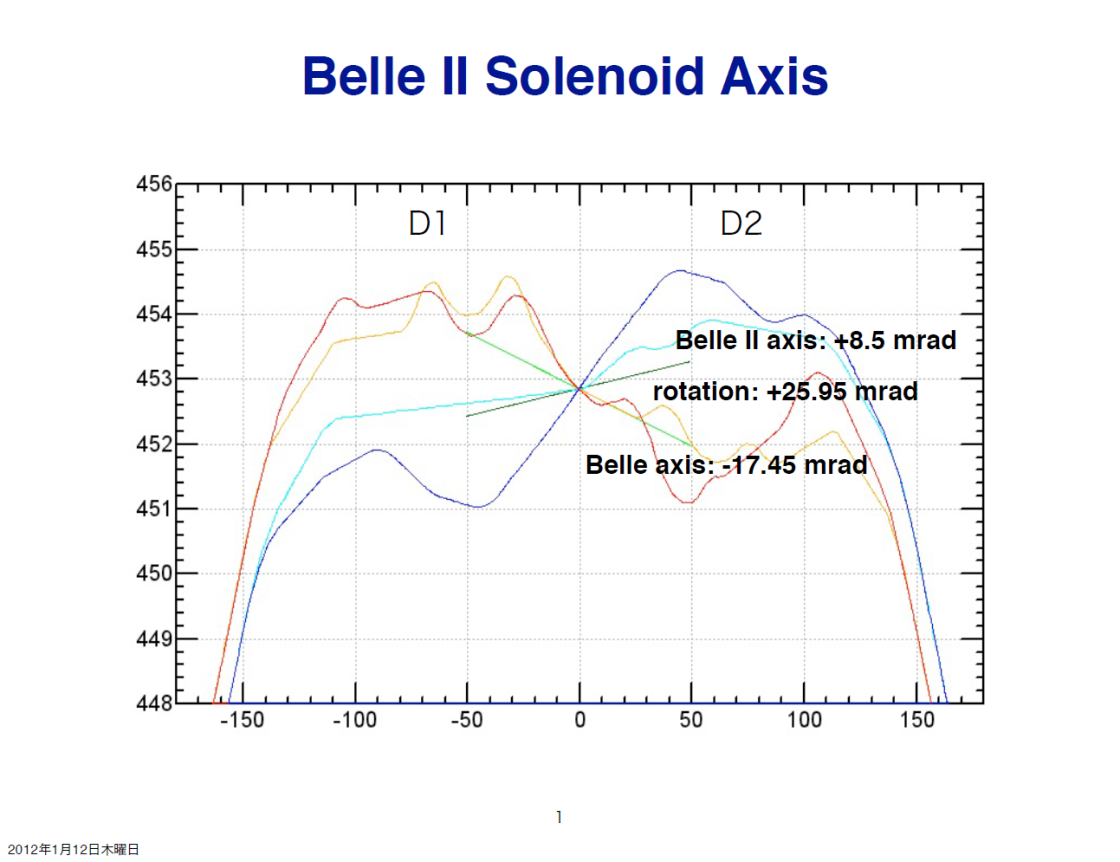 Belle II Solenoid Axis
456
D1
D2
455
454
Belle II axis: +8.5 mrad
453
rotation: +25.95 mrad
452
Belle axis: -17.45 mrad
451
450
449
448
-150
-100
-50
0
50
100
150
1
2012年1月12日木曜日